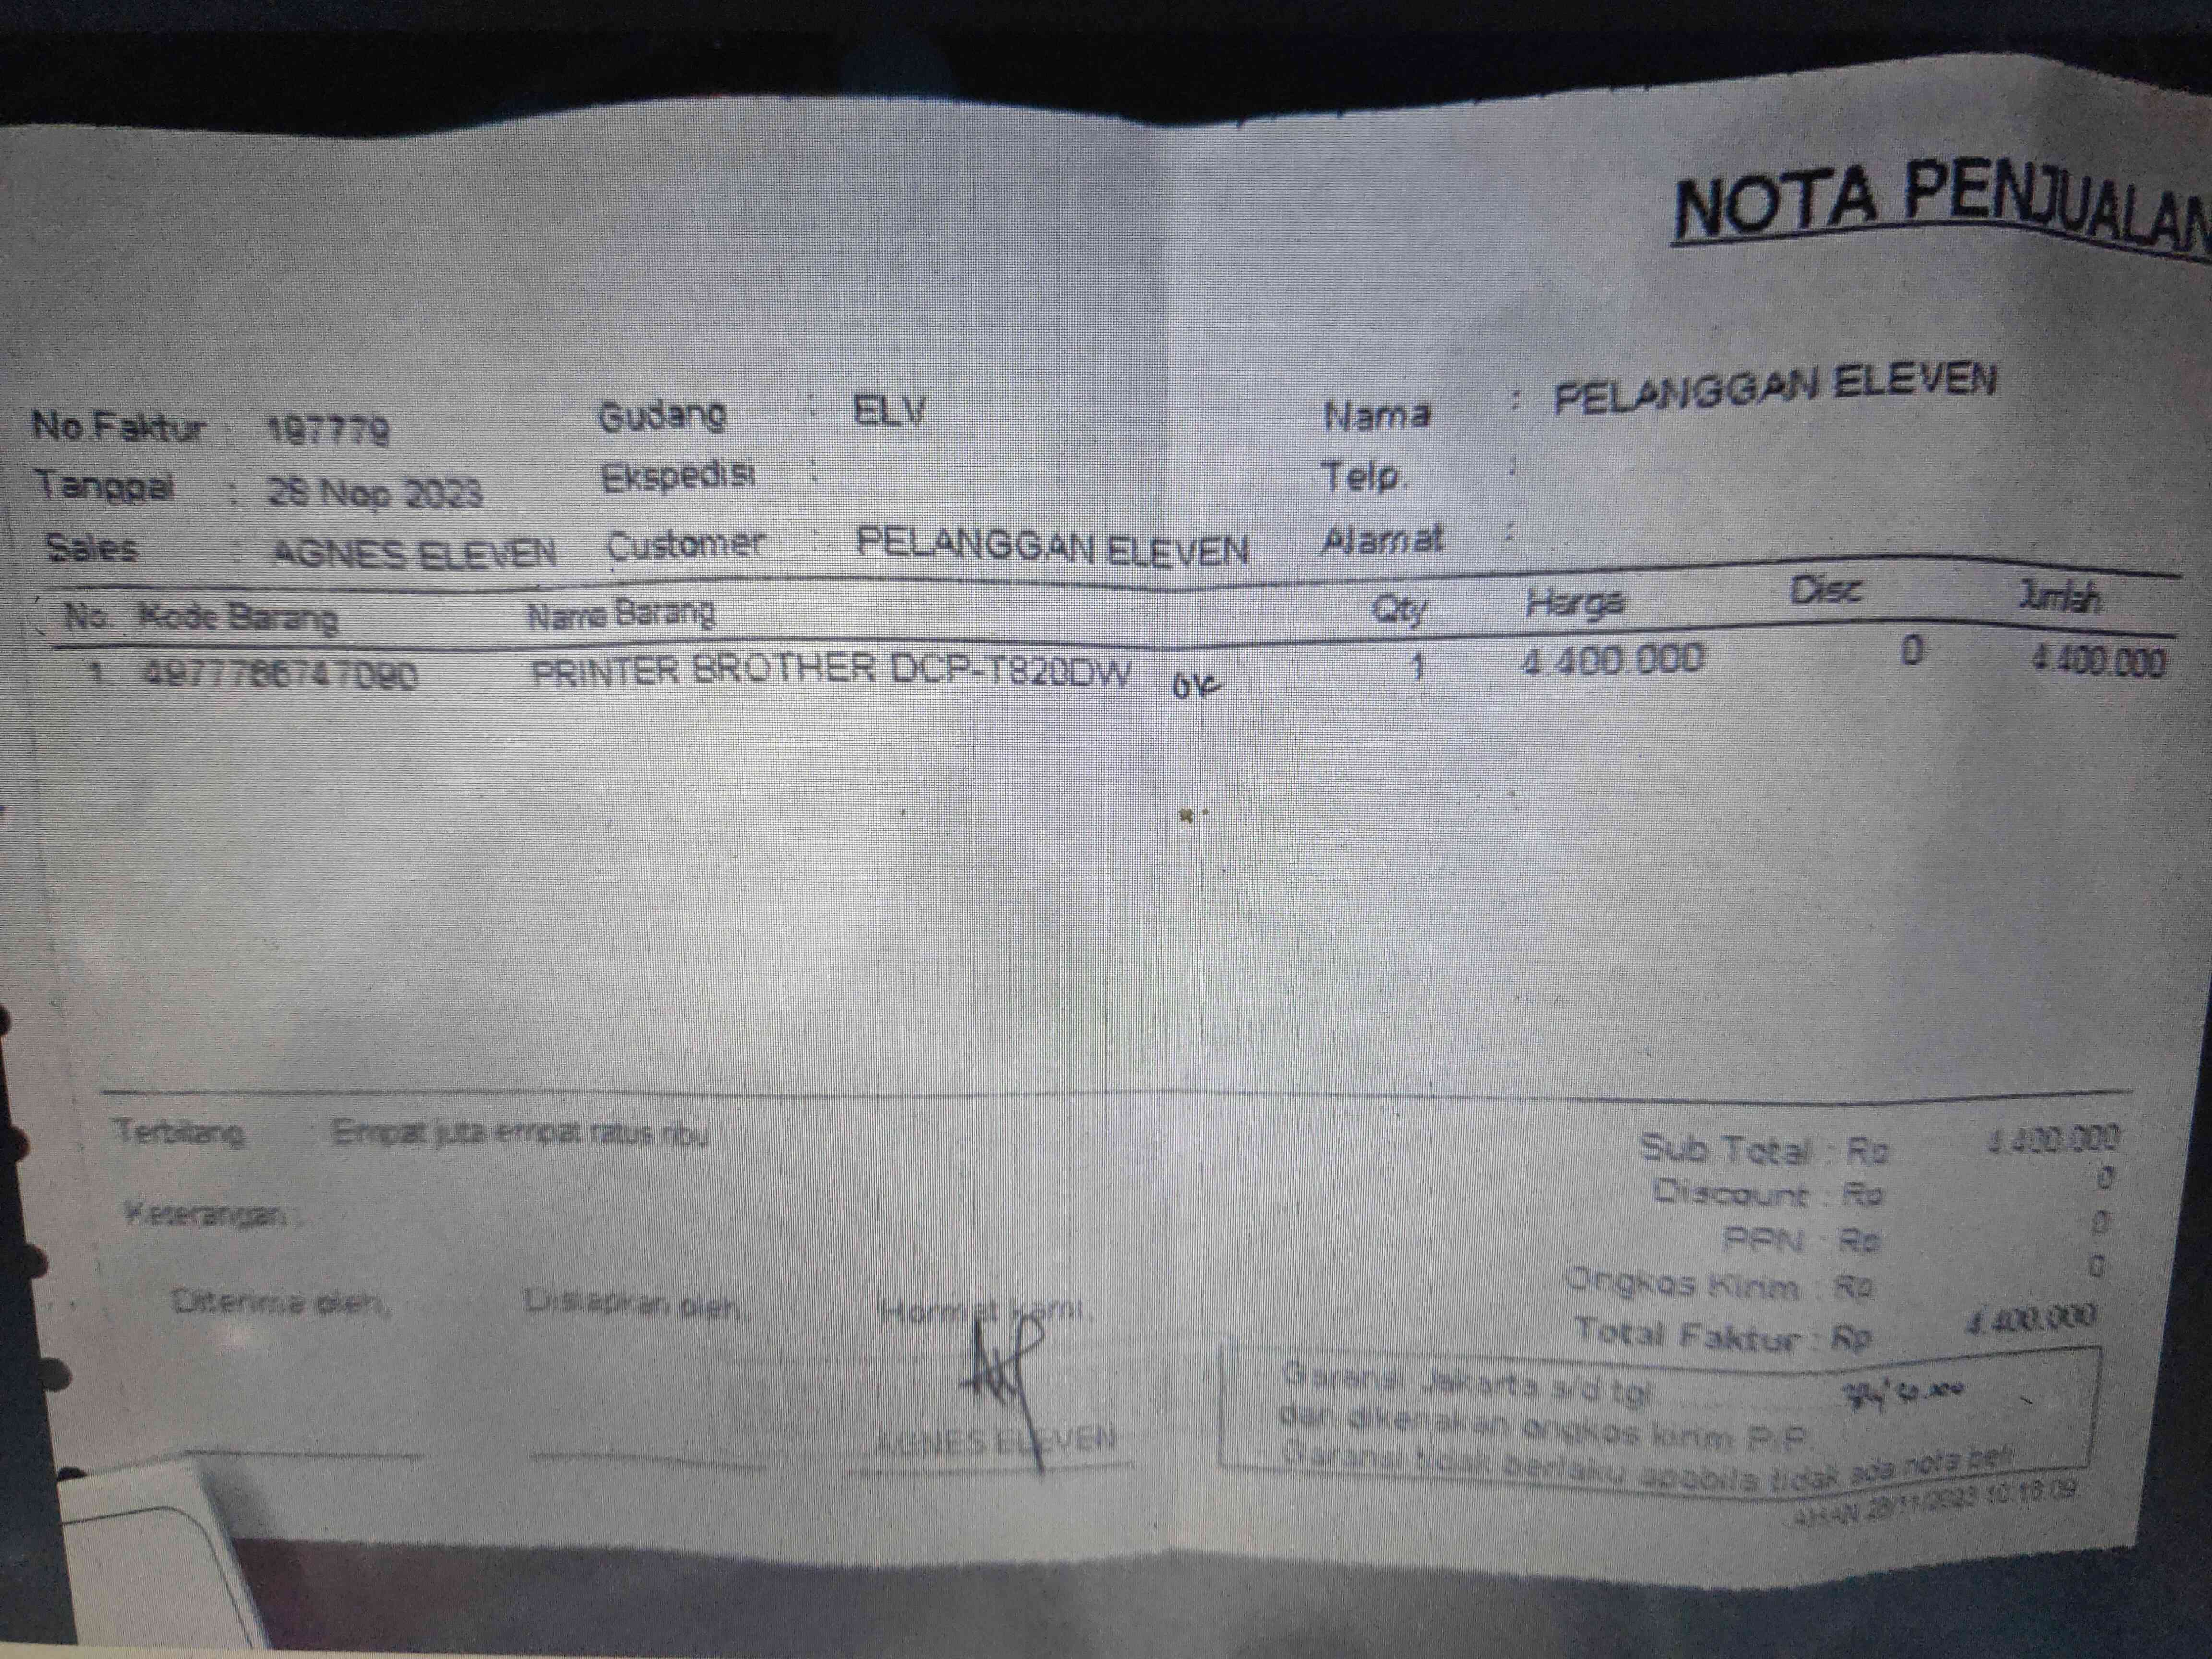 NOTA PENJUALAN
No.Faktur : 197779 Gudang : ELV Nama : PELANGGAN ELEVEN
Tanggal : 28 Nop 2023 Ekspedisi : Telp. :
Sales : AGNES ELEVEN Customer : PELANGGAN ELEVEN Alamat :
No. Kode Barang Nama Barang Qty Harga Disc Jumlah
1. 4977766747090 PRINTER BROTHER DCP-T820DW OK 1 4.400.000 0 4.400.000
Terbilang : Empat juta empat ratus ribu Sub Total : Rp 4.400.000
Discount : Rp 0
Keterangan : PPN : Rp 0
Ongkos Kirim : Rp 0
Diterima oleh, Disiapkan oleh, Hormat kami, Total Faktur : Rp 4.400.000
Garansi Jakarta s/d tgl
dan dikenakan ongkos kirim P.P.
AGNES ELEVEN Garansi tidak berlaku apabila tidak ada nota beli
28/11/2023 10:16:09